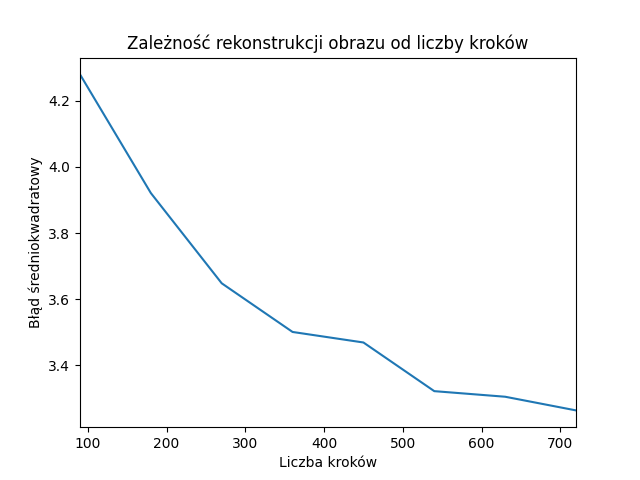 Zależność rekonstrukcji obrazu od liczby kroków
4.2
4.0
3.8
3.6
3.4
Błąd średniokwadratowy
100 200 300 400 500 600 700
Liczba kroków